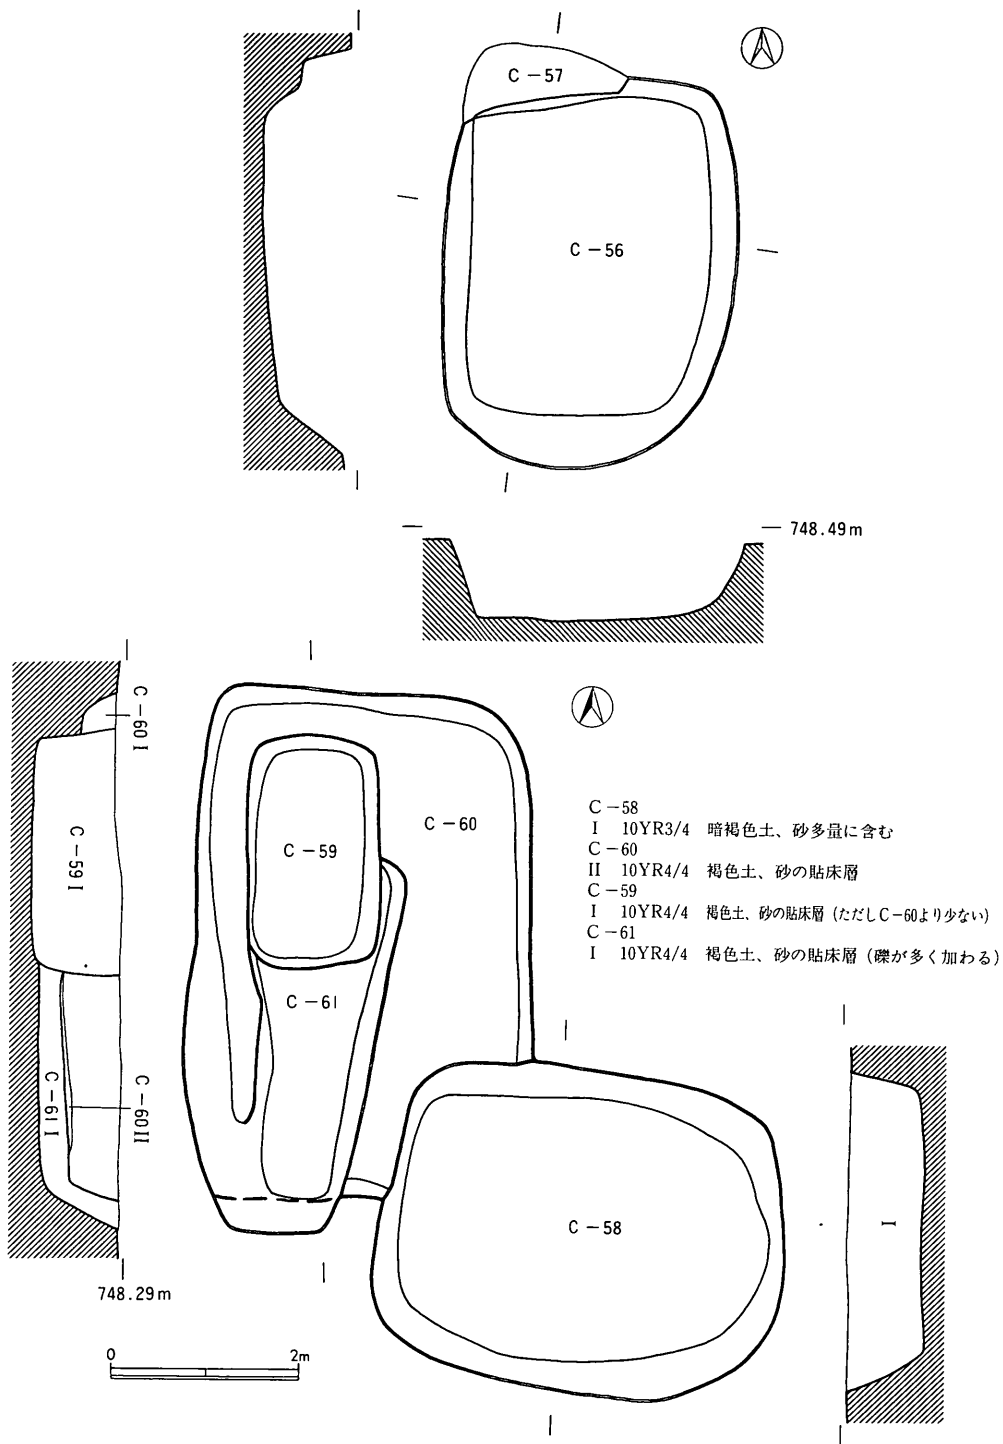 C-57
C-56
748.49m
C-60 I
C-60
C-59
C-59 I
C-61
C-61 I
C-60 II
C-58
I
C-58
I 10YR3/4 暗褐色土、砂多量に含む
C-60
II 10YR4/4 褐色土、砂の貼床層
C-59
I 10YR4/4 褐色土、砂の貼床層 (ただしC-60より少ない)
C-61
I 10YR4/4 褐色土、砂の貼床層 (礫が多く加わる)
748.29m
0 2m